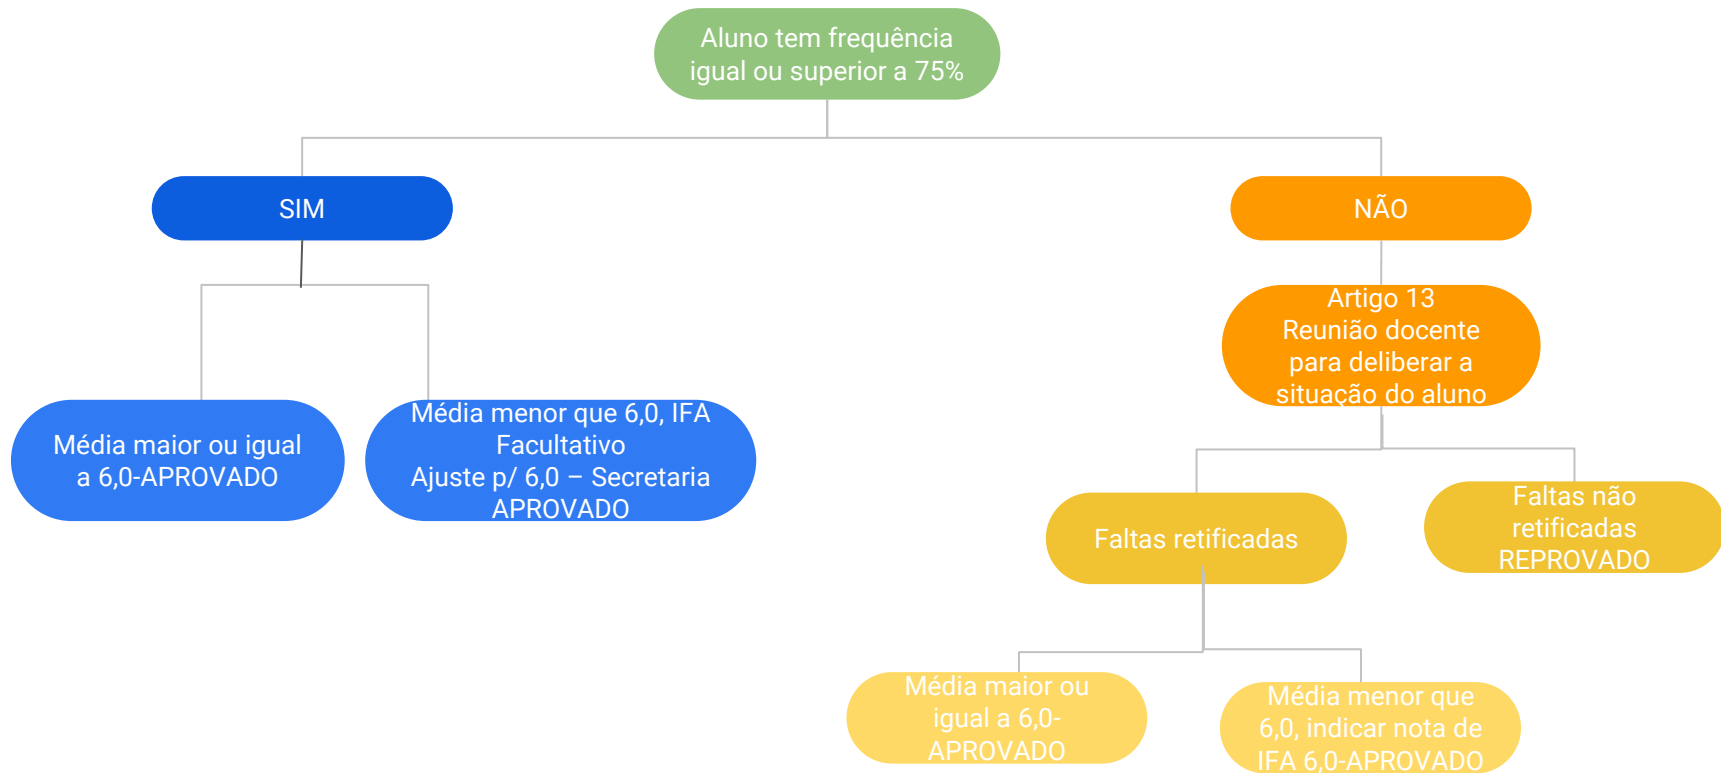 Aluno tem frequência
igual ou superior a 75%
SIM
NÃO
Artigo 13
Reunião docente
para deliberar a
situação do aluno
Média maior ou igual
a 6,0-APROVADO
Média menor que 6,0, IFA
Facultativo
Ajuste p/ 6,0 – Secretaria
APROVADO
Faltas retificadas
Faltas não
retificadas
REPROVADO
Média maior ou
igual a 6,0-
APROVADO
Média menor que
6,0, indicar nota de
IFA 6,0-APROVADO